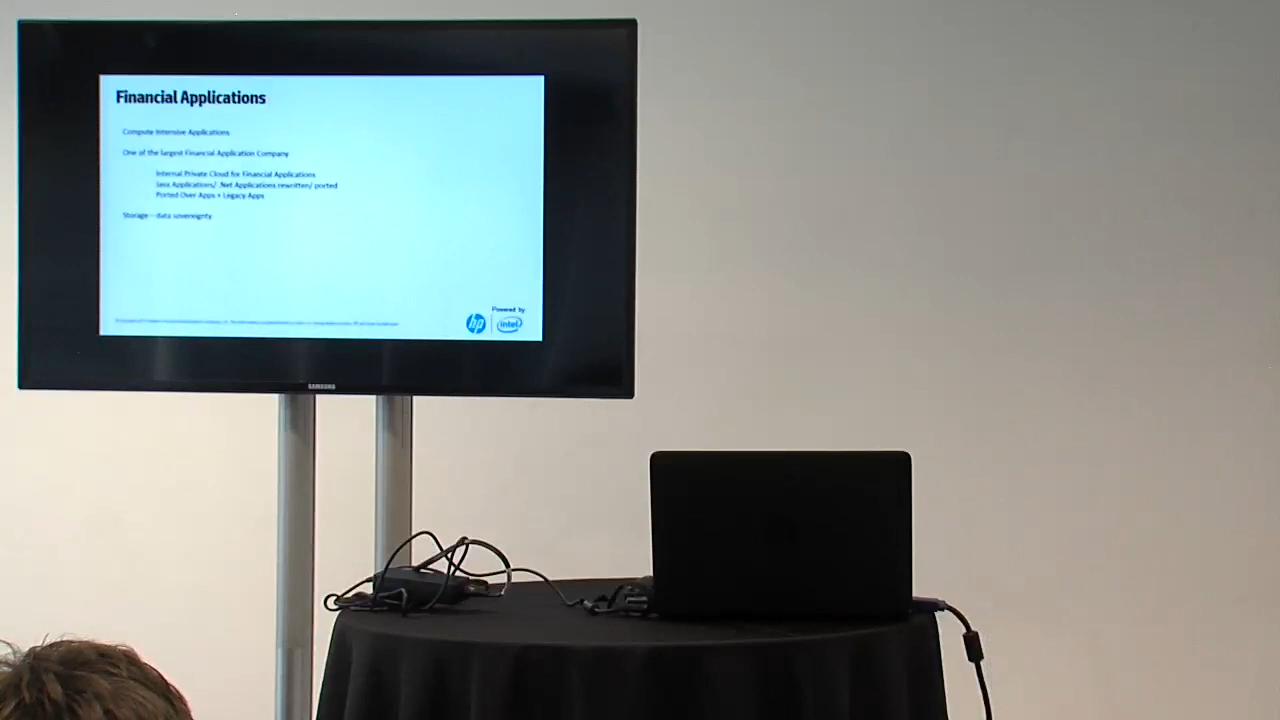 Financial Applications
Compute Intensive Applications
One of the largest Financial Application Company
Internal Private Cloud for Financial Applications
Java Applications/ .Net Applications rewritten/ ported
Ported Over Apps + Legacy Apps
Storage – data sovereignty
Powered by
hp
intel
SAMSUNG